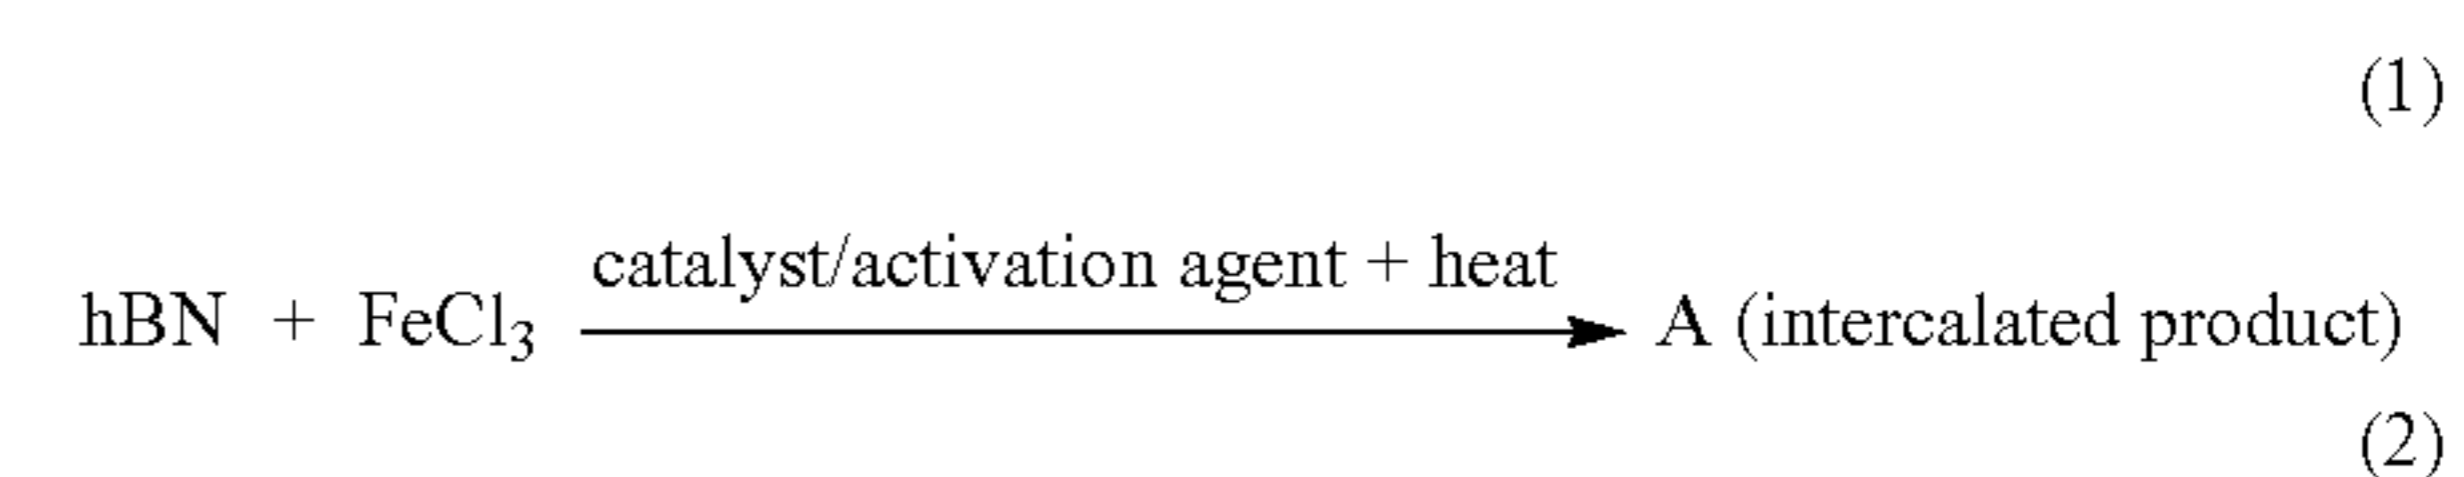 (1)
catalyst/activation agent + heat
hBN + FeCl₃ A (intercalated product)
(2)